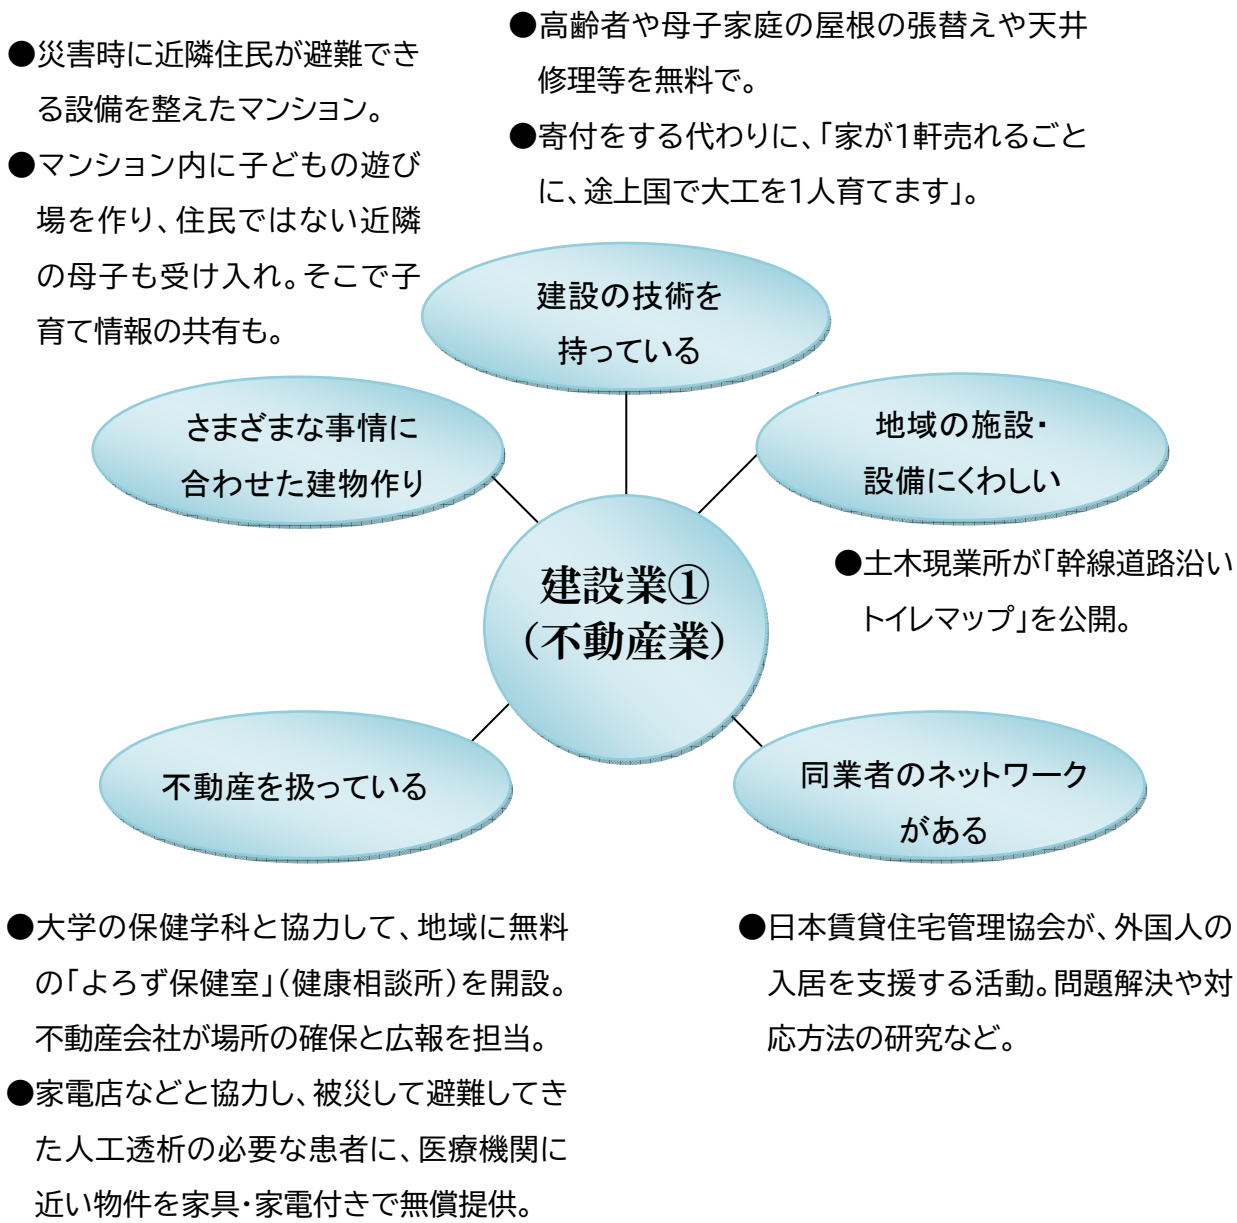 ●災害時に近隣住民が避難でき
る設備を整えたマンション。
●マンション内に子どもの遊び
場を作り、住民ではない近隣
の母子も受け入れ。そこで子
育て情報の共有も。
●高齢者や母子家庭の屋根の張替えや天井
修理等を無料で。
●寄付をする代わりに、「家が1軒売れるごと
に、途上国で大工を1人育てます」。
建設の技術を
持っている
さまざまな事情に
合わせた建物作り
地域の施設・
設備にくわしい
建設業①
(不動産業)
●土木現業所が「幹線道路沿い
トイレマップ」を公開。
不動産を扱っている
同業者のネットワーク
がある
●大学の保健学科と協力して、地域に無料
の「よろず保健室」(健康相談所)を開設。
不動産会社が場所の確保と広報を担当。
●家電店などと協力し、被災して避難してき
た人工透析の必要な患者に、医療機関に
近い物件を家具・家電付きで無償提供。
●日本賃貸住宅管理協会が、外国人の
入居を支援する活動。問題解決や対
応方法の研究など。